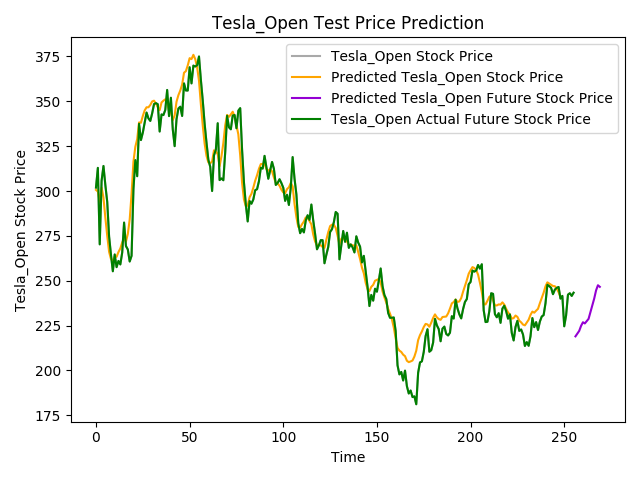 Tesla_Open Test Price Prediction
Tesla_Open Stock Price
Predicted Tesla_Open Stock Price
Predicted Tesla_Open Future Stock Price
Tesla_Open Actual Future Stock Price
Tesla_Open Stock Price
375
350
325
300
275
250
225
200
175
0
50
100
150
200
250
Time